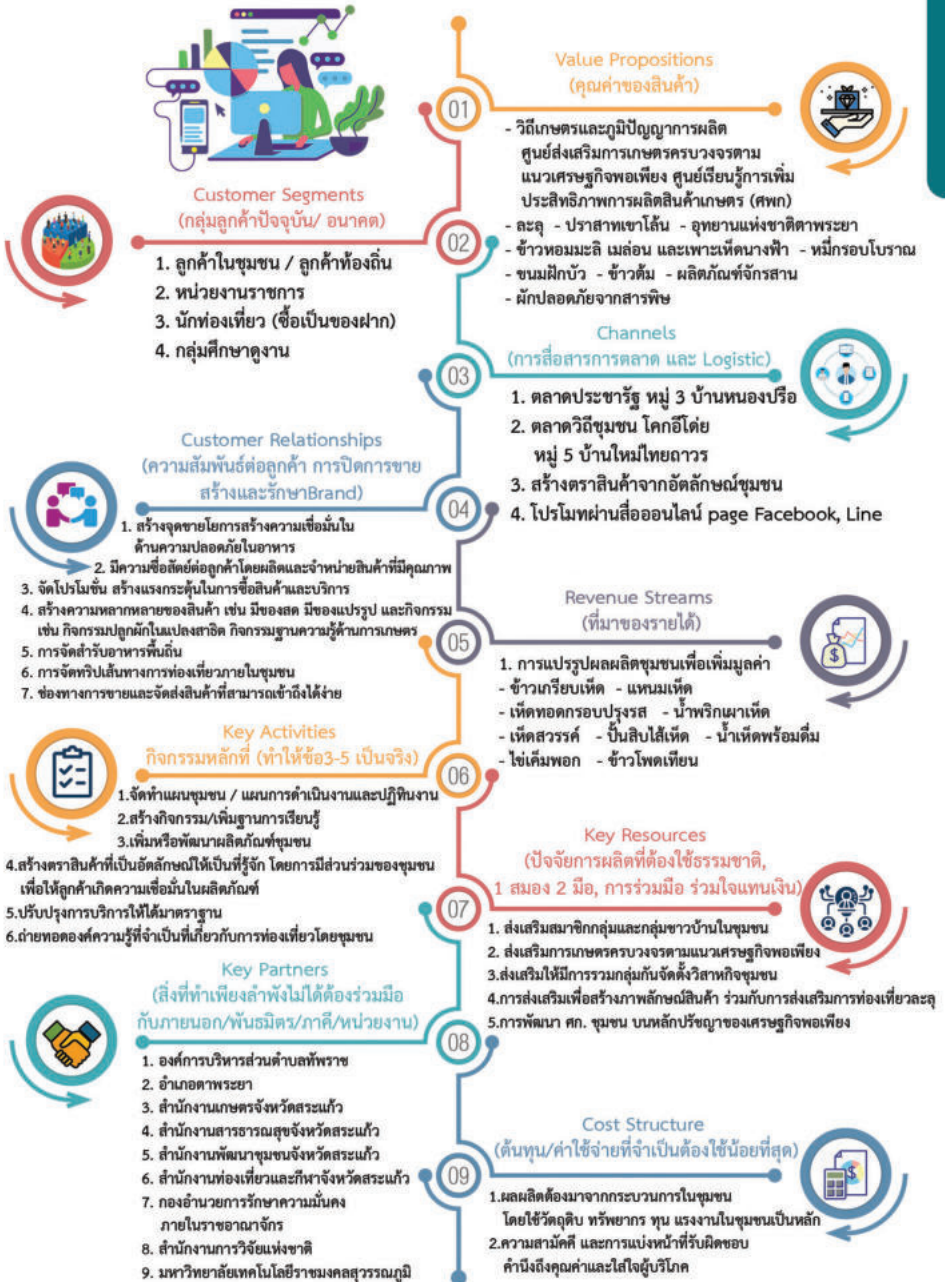 01
Value Propositions
(คุณค่าของสินค้า)
- วิถีเกษตรและภูมิปัญญาการผลิต
ศูนย์ส่งเสริมการเกษตรครบวงจรตาม
แนวเศรษฐกิจพอเพียง ศูนย์เรียนรู้การเพิ่ม
ประสิทธิภาพการผลิตสินค้าเกษตร (ศพก)
- ละลุ - ปราสาทเขาโล้น - อุทยานแห่งชาติตาพระยา
- ข้าวหอมมะลิ เมล่อน และเพาะเห็ดนางฟ้า - หมี่กรอบโบราณ
- ขนมฝักบัว - ข้าวต้ม - ผลิตภัณฑ์จักรสาน
- ผักปลอดภัยจากสารพิษ
02
Customer Segments
(กลุ่มลูกค้าปัจจุบัน/ อนาคต)
1. ลูกค้าในชุมชน / ลูกค้าท้องถิ่น
2. หน่วยงานราชการ
3. นักท่องเที่ยว (ซื้อเป็นของฝาก)
4. กลุ่มศึกษาดูงาน
03
Channels
(การสื่อสารการตลาด และ Logistic)
1. ตลาดประชารัฐ หมู่ 3 บ้านหนองปรือ
2. ตลาดวิถีชุมชน โคกอีโด่ย
หมู่ 5 บ้านใหม่ไทยถาวร
3. สร้างตราสินค้าจากอัตลักษณ์ชุมชน
4. โปรโมทผ่านสื่อออนไลน์ page Facebook, Line
04
Customer Relationships
(ความสัมพันธ์ต่อลูกค้า การปิดการขาย
สร้างและรักษาBrand)
1. สร้างจุดขายโยการสร้างความเชื่อมั่นใน
ด้านความปลอดภัยในอาหาร
2. มีความซื่อสัตย์ต่อลูกค้าโดยผลิตและจำหน่ายสินค้าที่มีคุณภาพ
3. จัดโปรโมชั่น สร้างแรงกระตุ้นในการซื้อสินค้าและบริการ
4. สร้างความหลากหลายของสินค้า เช่น มีของสด มีของแปรรูป และกิจกรรม
เช่น กิจกรรมปลูกผักในแปลงสาธิต กิจกรรมฐานความรู้ด้านการเกษตร
5. การจัดสำรับอาหารพื้นถิ่น
6. การจัดทริปเส้นทางการท่องเที่ยวภายในชุมชน
7. ช่องทางการขายและจัดส่งสินค้าที่สามารถเข้าถึงได้ง่าย
05
Revenue Streams
(ที่มาของรายได้)
1. การแปรรูปผลผลิตชุมชนเพื่อเพิ่มมูลค่า
- ข้าวเกรียบเห็ด - แหนมเห็ด
- เห็ดทอดกรอบปรุงรส - น้ำพริกเผาเห็ด
- เห็ดสวรรค์ - ปั้นสิบไส้เห็ด - น้ำเห็ดพร้อมดื่ม
- ไข่เค็มพอก - ข้าวโพดเทียน
06
Key Activities
กิจกรรมหลักที่ (ทำให้ข้อ3-5 เป็นจริง)
1.จัดทำแผนชุมชน / แผนการดำเนินงานและปฏิทินงาน
2.สร้างกิจกรรม/เพิ่มฐานการเรียนรู้
3.เพิ่มหรือพัฒนาผลิตภัณฑ์ชุมชน
4.สร้างตราสินค้าที่เป็นอัตลักษณ์ให้เป็นที่รู้จัก โดยการมีส่วนร่วมของชุมชน
เพื่อให้ลูกค้าเกิดความเชื่อมั่นในผลิตภัณฑ์
5.ปรับปรุงการบริการให้ได้มาตราฐาน
6.ถ่ายทอดองค์ความรู้ที่จำเป็นที่เกี่ยวกับการท่องเที่ยวโดยชุมชน
07
Key Resources
(ปัจจัยการผลิตที่ต้องใช้ธรรมชาติ,
1 สมอง 2 มือ, การร่วมมือ ร่วมใจแทนเงิน)
1. ส่งเสริมสมาชิกกลุ่มและกลุ่มชาวบ้านในชุมชน
2. ส่งเสริมการเกษตรครบวงจรตามแนวเศรษฐกิจพอเพียง
3.ส่งเสริมให้มีการรวมกลุ่มกันจัดตั้งวิสาหกิจชุมชน
4.การส่งเสริมเพื่อสร้างภาพลักษณ์สินค้า ร่วมกับการส่งเสริมการท่องเที่ยวละลุ
5.การพัฒนา ศก. ชุมชน บนหลักปรัชญาของเศรษฐกิจพอเพียง
08
Key Partners
(สิ่งที่ทำเพียงลำพังไม่ได้ต้องร่วมมือ
กับภายนอก/พันธมิตร/ภาคี/หน่วยงาน)
1. องค์การบริหารส่วนตำบลทัพราช
2. อำเภอตาพระยา
3. สำนักงานเกษตรจังหวัดสระแก้ว
4. สำนักงานสารธารณสุขจังหวัดสระแก้ว
5. สำนักงานพัฒนาชุมชนจังหวัดสระแก้ว
6. สำนักงานท่องเที่ยวและกีฬาจังหวัดสระแก้ว
7. กองอำนวยการรักษาความมั่นคง
ภายในราชอาณาจักร
8. สำนักงานการวิจัยแห่งชาติ
9. มหาวิทยาลัยเทคโนโลยีราชมงคลสุวรรณภูมิ
09
Cost Structure
(ต้นทุน/ค่าใช้จ่ายที่จำเป็นต้องใช้น้อยที่สุด)
1.ผลผลิตต้องมาจากกระบวนการในชุมชน
โดยใช้วัตถุดิบ ทรัพยากร ทุน แรงงานในชุมชนเป็นหลัก
2.ความสามัคคี และการแบ่งหน้าที่รับผิดชอบ
คำนึงถึงคุณค่าและใส่ใจผู้บริโภค